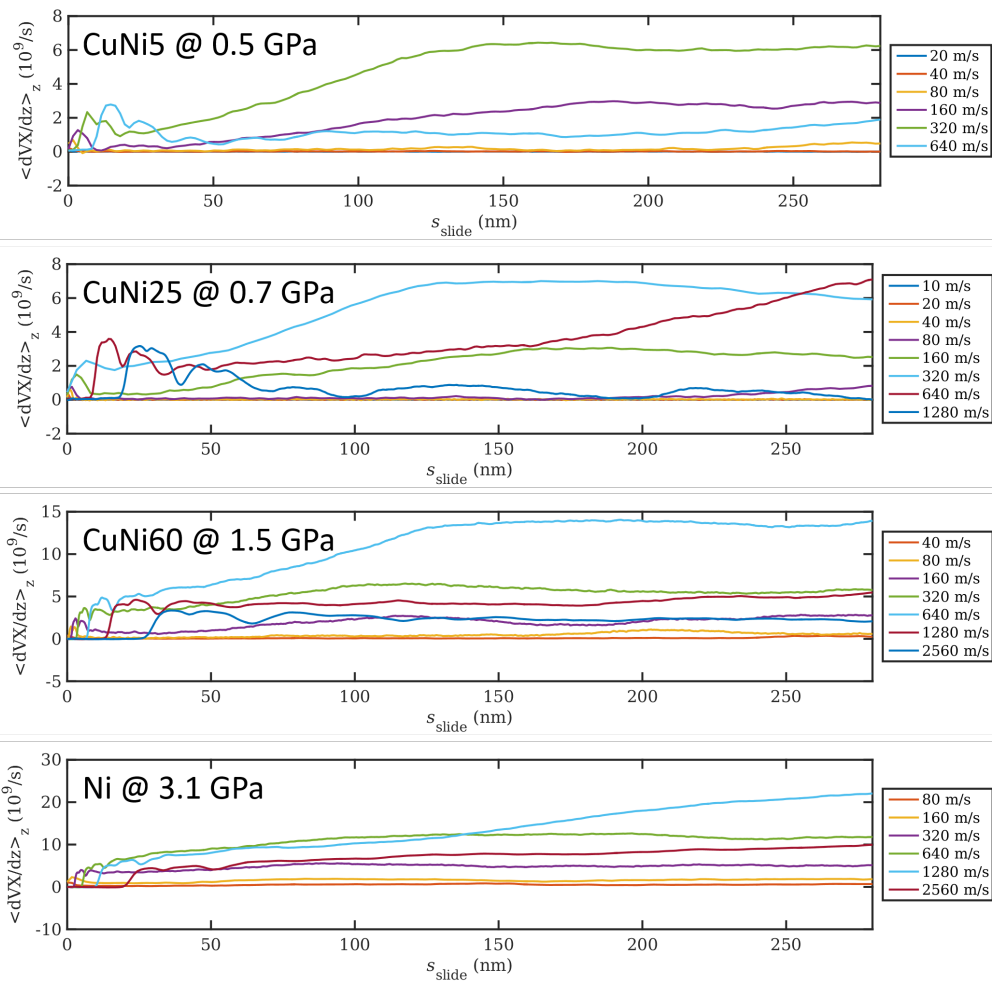 CuNi5 @ 0.5 GPa
<dVX/dz>z (10⁹/s)
8
6
4
2
0
-2
0 50 100 150 200 250
sslide (nm)
20 m/s
40 m/s
80 m/s
160 m/s
320 m/s
640 m/s
CuNi25 @ 0.7 GPa
<dVX/dz>z (10⁹/s)
8
6
4
2
0
-2
0 50 100 150 200 250
sslide (nm)
10 m/s
20 m/s
40 m/s
80 m/s
160 m/s
320 m/s
640 m/s
1280 m/s
CuNi60 @ 1.5 GPa
<dVX/dz>z (10⁹/s)
15
10
5
0
-5
0 50 100 150 200 250
sslide (nm)
40 m/s
80 m/s
160 m/s
320 m/s
640 m/s
1280 m/s
2560 m/s
Ni @ 3.1 GPa
<dVX/dz>z (10⁹/s)
30
20
10
0
-10
0 50 100 150 200 250
sslide (nm)
80 m/s
160 m/s
320 m/s
640 m/s
1280 m/s
2560 m/s